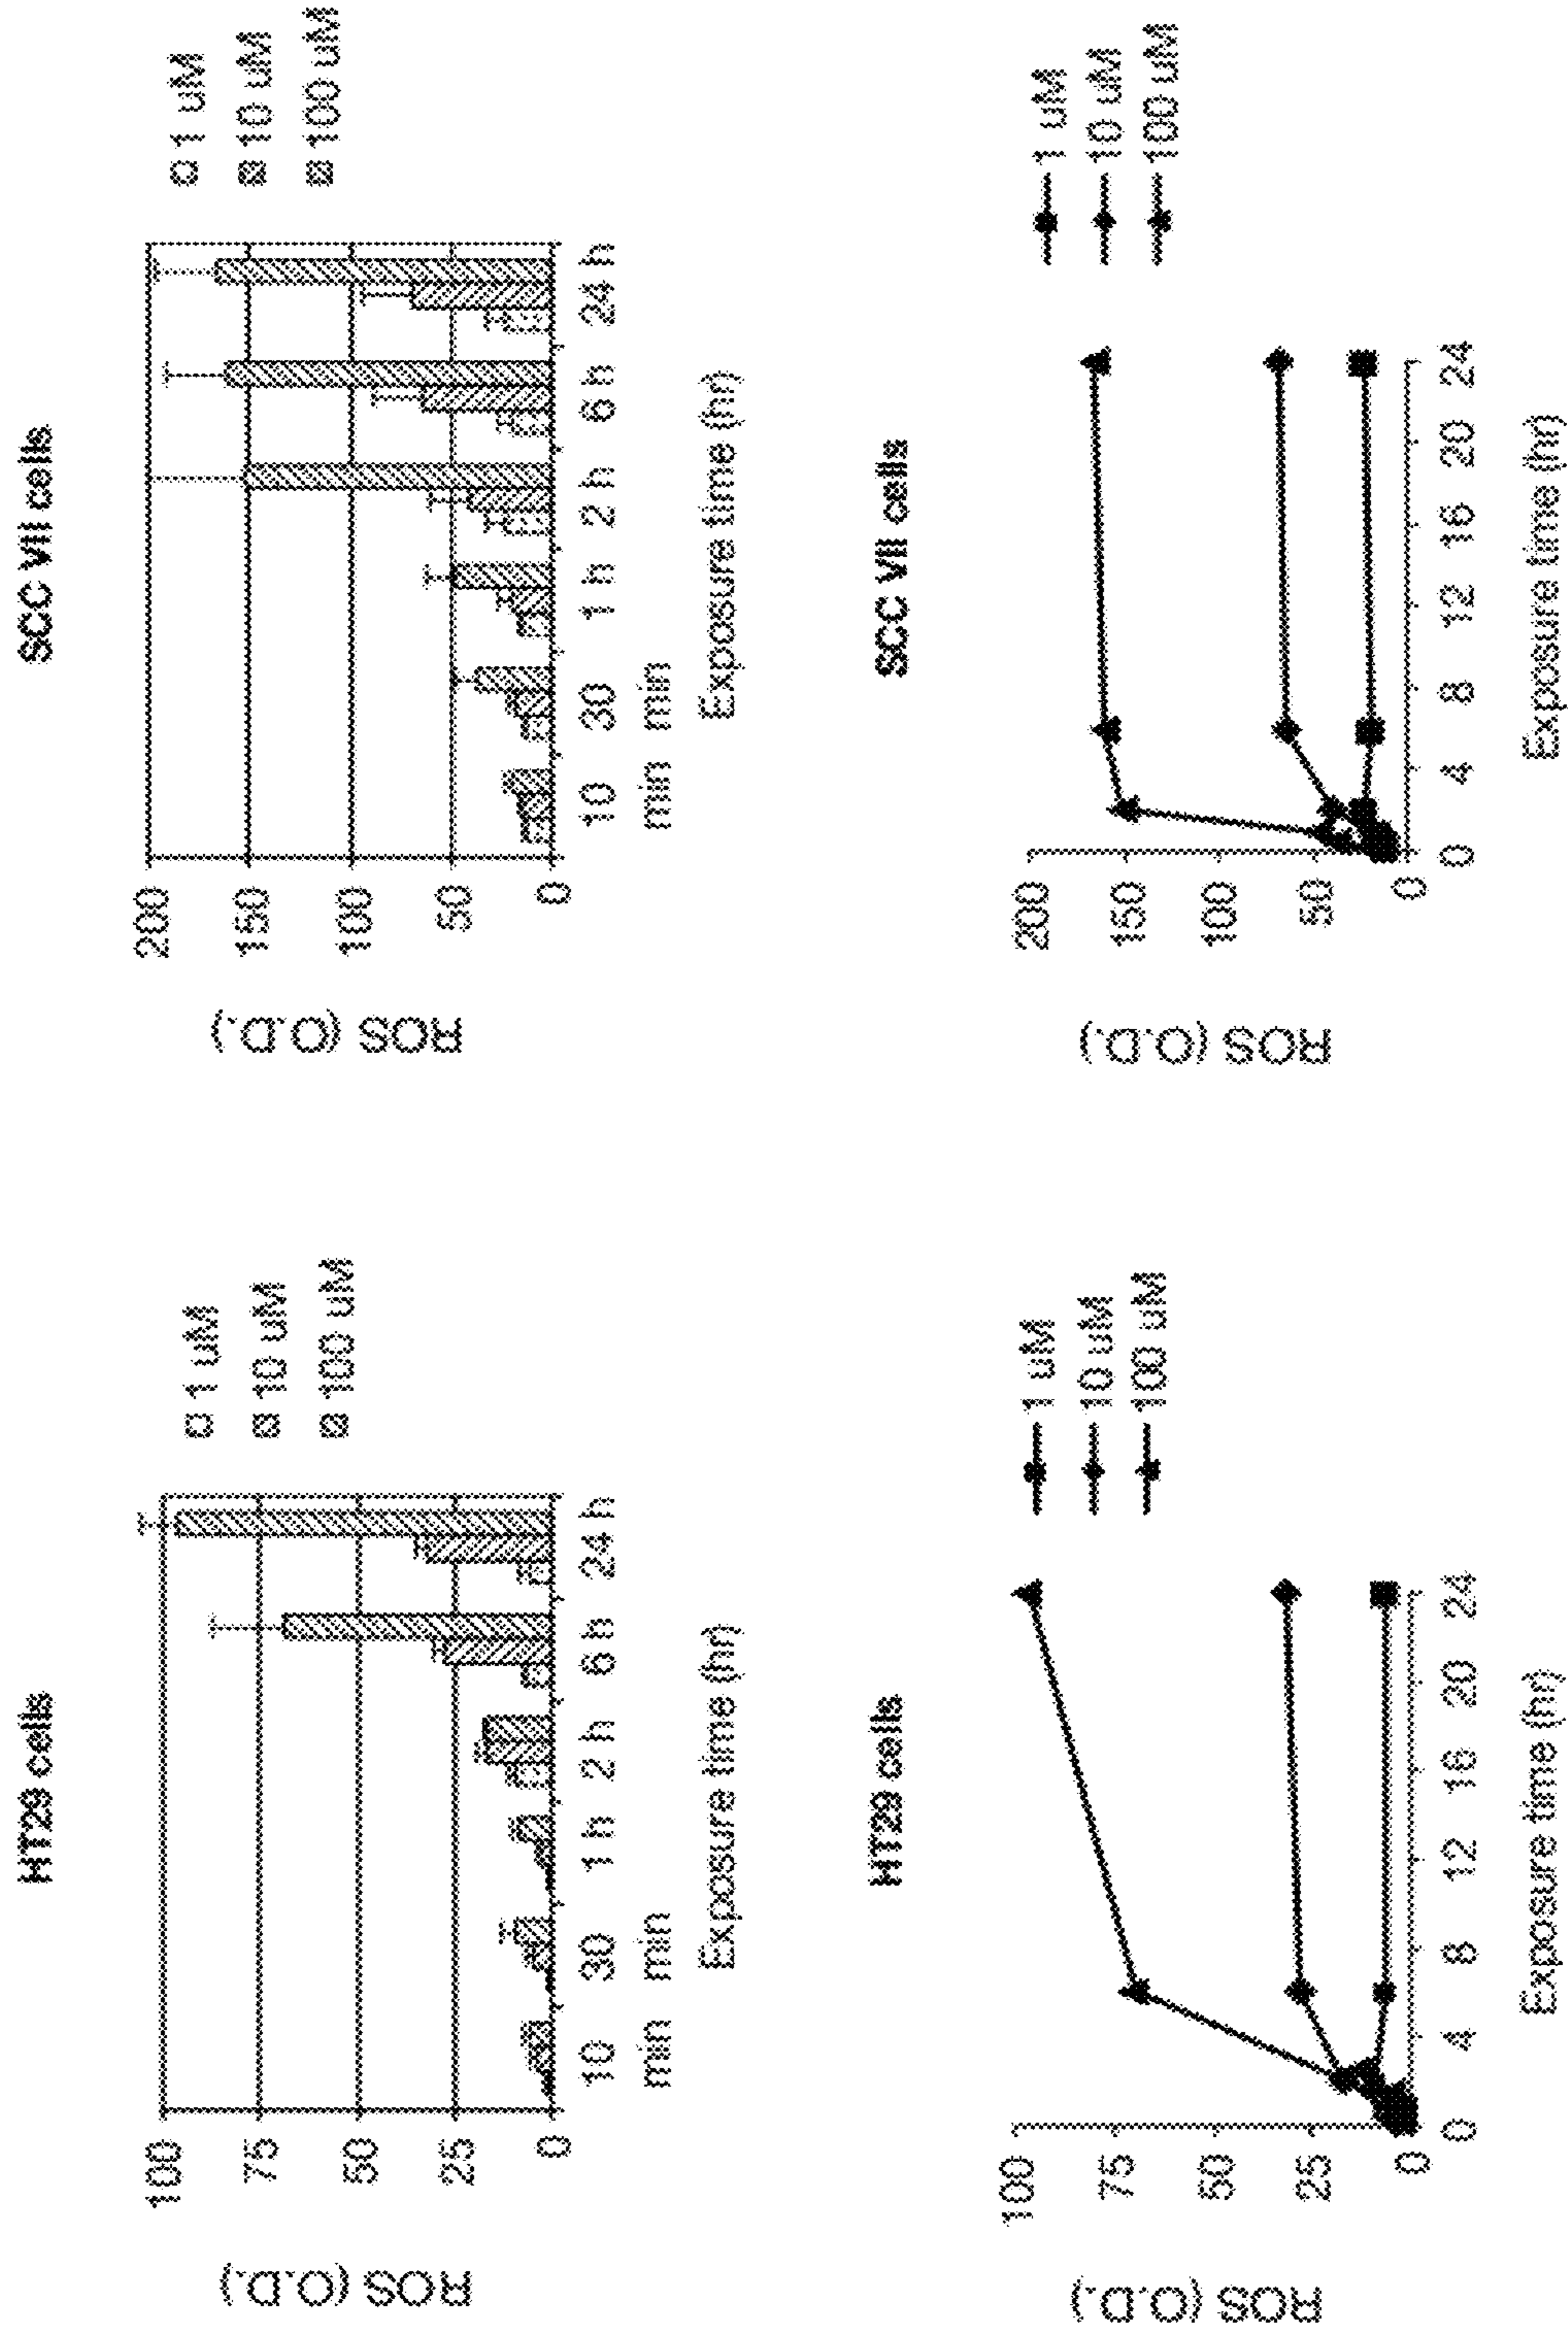 HT29 cells
ROS (O.D.)
100
75
50
25
0
10 min
30 min
1 h
2 h
6 h
24 h
Exposure time (hr)
1 uM
10 uM
100 uM
SCC VII cells
ROS (O.D.)
200
150
100
50
0
10 min
30 min
1 h
2 h
6 h
24 h
Exposure time (hr)
1 uM
10 uM
100 uM
HT29 cells
ROS (O.D.)
100
75
50
25
0
0 4 8 12 16 20 24
Exposure time (hr)
1 uM
10 uM
100 uM
SCC VII cells
ROS (O.D.)
200
150
100
50
0
0 4 8 12 16 20 24
Exposure time (hr)
1 uM
10 uM
100 uM